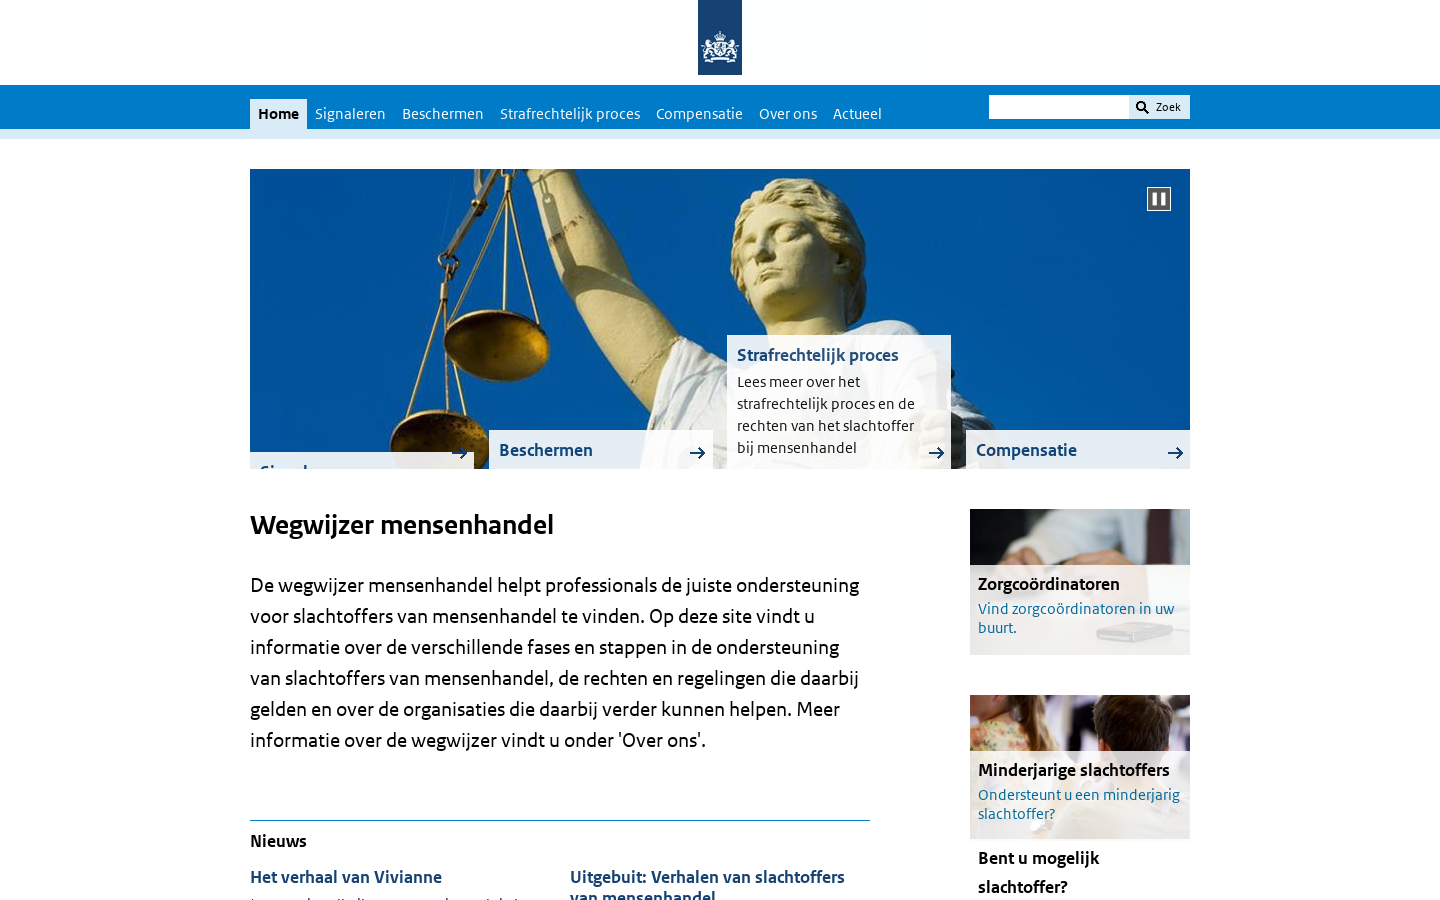 Home Signaleren Beschermen Strafrechtelijk proces Compensatie Over ons Actueel
Zoek
Beschermen
Strafrechtelijk proces
Lees meer over het
strafrechtelijk proces en de
rechten van het slachtoffer
bij mensenhandel
Compensatie
Wegwijzer mensenhandel
De wegwijzer mensenhandel helpt professionals de juiste ondersteuning
voor slachtoffers van mensenhandel te vinden. Op deze site vindt u
informatie over de verschillende fases en stappen in de ondersteuning
van slachtoffers van mensenhandel, de rechten en regelingen die daarbij
gelden en over de organisaties die daarbij verder kunnen helpen. Meer
informatie over de wegwijzer vindt u onder 'Over ons'.
Nieuws
Het verhaal van Vivianne
Uitgebuit: Verhalen van slachtoffers
van mensenhandel
Zorgcoördinatoren
Vind zorgcoördinatoren in uw
buurt.
Minderjarige slachtoffers
Ondersteunt u een minderjarig
slachtoffer?
Bent u mogelijk
slachtoffer?